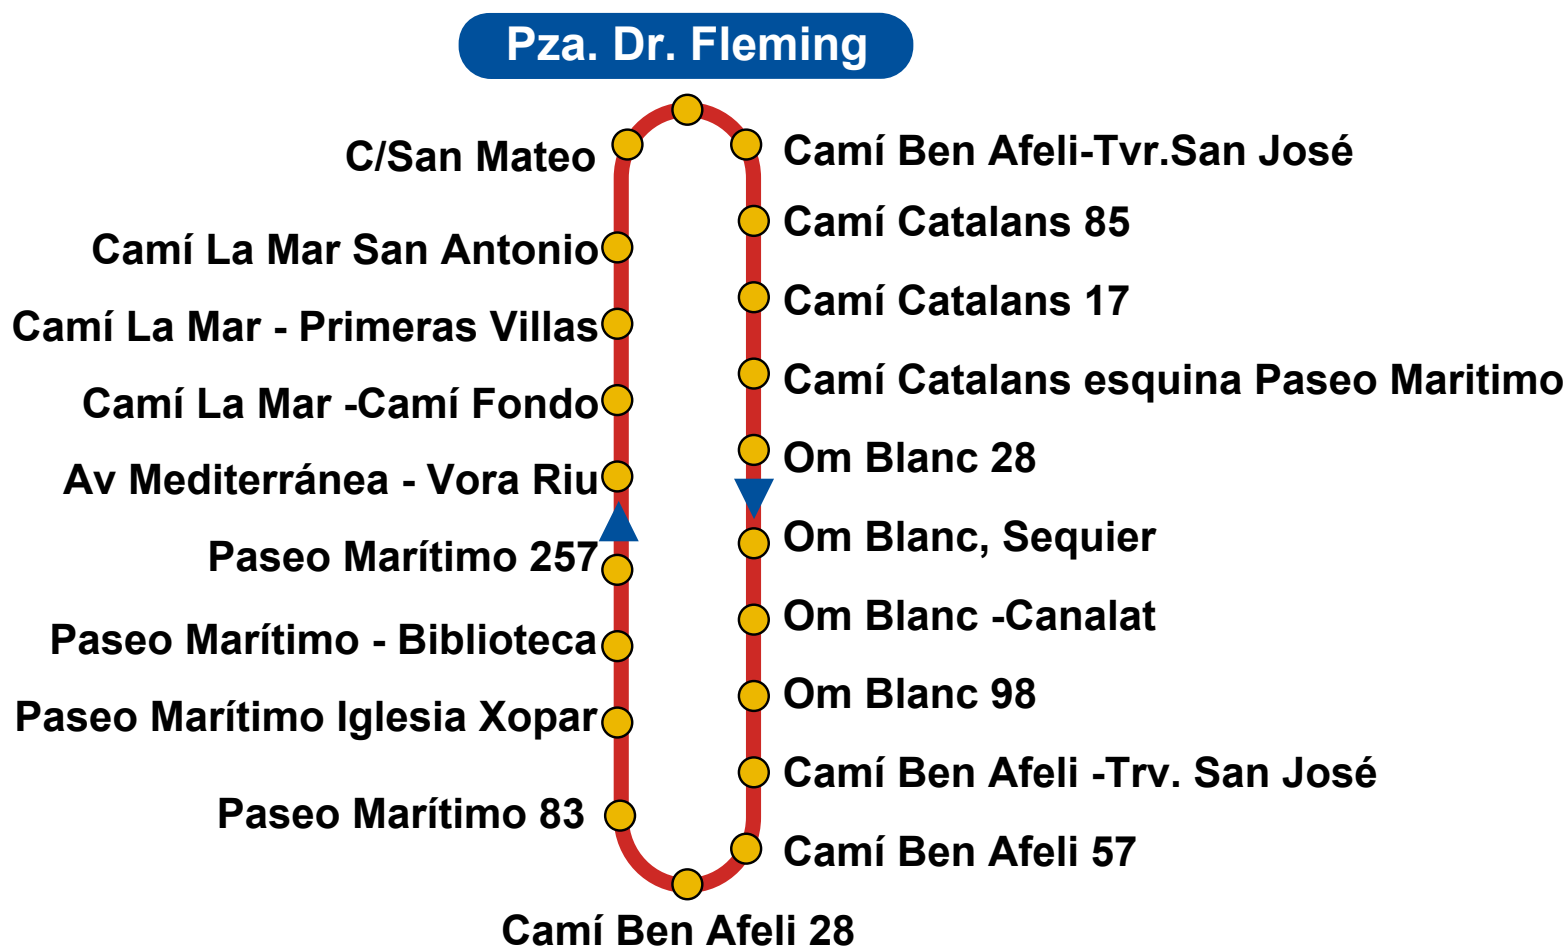 Pza. Dr. Fleming
C/San Mateo
Camí La Mar San Antonio
Camí La Mar - Primeras Villas
Camí La Mar -Camí Fondo
Av Mediterránea - Vora Riu
Paseo Marítimo 257
Paseo Marítimo - Biblioteca
Paseo Marítimo Iglesia Xopar
Paseo Marítimo 83
Camí Ben Afeli-Tvr.San José
Camí Catalans 85
Camí Catalans 17
Camí Catalans esquina Paseo Maritimo
Om Blanc 28
Om Blanc, Sequier
Om Blanc -Canalat
Om Blanc 98
Camí Ben Afeli -Trv. San José
Camí Ben Afeli 57
Camí Ben Afeli 28